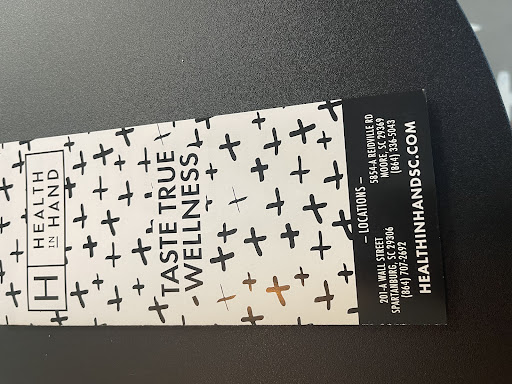 H
HEALTH
IN HAND
TASTE TRUE
WELLNESS
– LOCATIONS –
201-A WALL STREET
SPARTANBURG, SC 29306
(864) 707-2692
5854-A REIDVILLE RD
MOORE, SC 29369
(864) 336-5043
HEALTHINHANDSC.COM